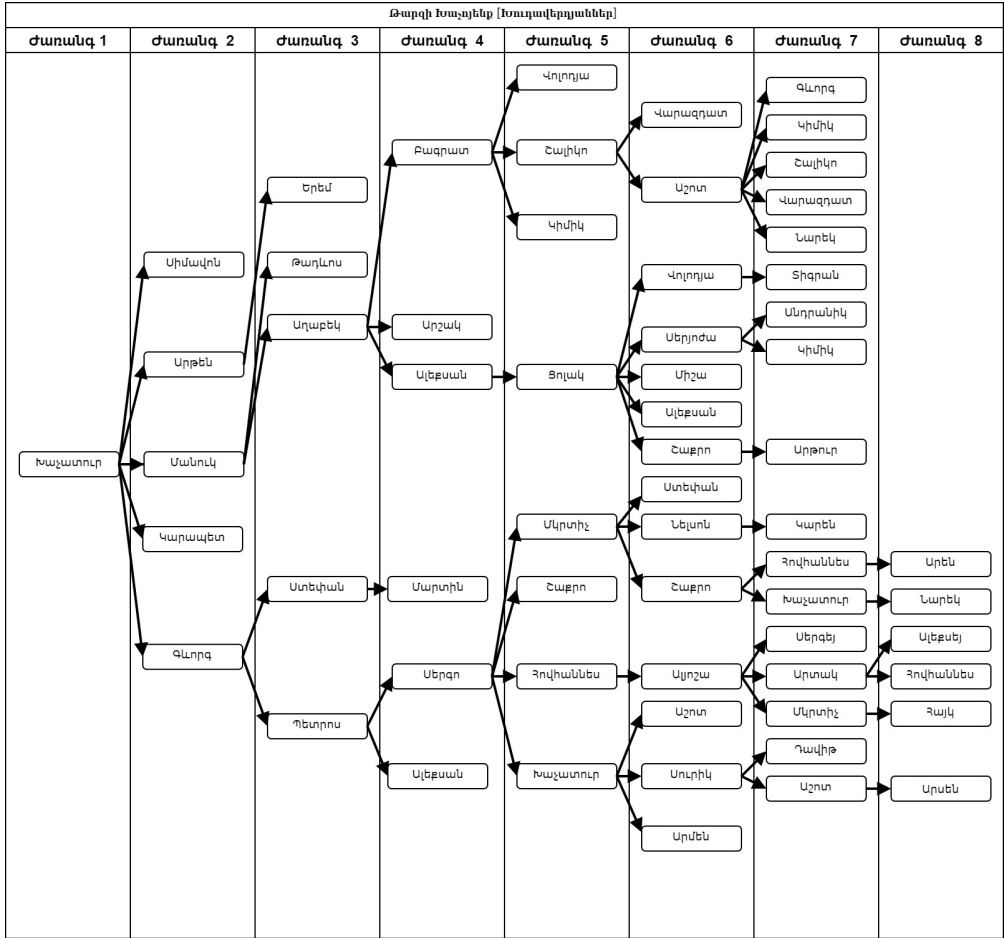 Թարզի Խաչոյենք [Խուդավերդյաններ]
Ժառանգ 1 Ժառանգ 2 Ժառանգ 3 Ժառանգ 4 Ժառանգ 5 Ժառանգ 6 Ժառանգ 7 Ժառանգ 8
Վոլոդյա
Գևորգ
Վարազդատ
Կիմիկ
Բագրատ Շալիկո
Շալիկո
Երեմ Աշոտ
Վարազդատ
Կիմիկ
Նարեկ
Սիմավոն Թադևոս Վոլոդյա Տիգրան
Անդրանիկ
Աղաբեկ Արշակ
Սերյոժա
Կիմիկ
Արթեն
Ալեքսան Ցոլակ Միշա
Ալեքսան
Շաքրո Արթուր
Խաչատուր Մանուկ
Ստեփան
Մկրտիչ Նելսոն Կարեն
Կարապետ
Հովհաննես Արեն
Ստեփան Մարտին Շաքրո Շաքրո
Խաչատուր Նարեկ
Սերգեյ Ալեքսեյ
Գևորգ
Սերգո Հովհաննես Ալյոշա Արտակ Հովհաննես
Աշոտ Մկրտիչ Հայկ
Պետրոս
Դավիթ
Ալեքսան Խաչատուր Սուրիկ
Աշոտ Արսեն
Արմեն